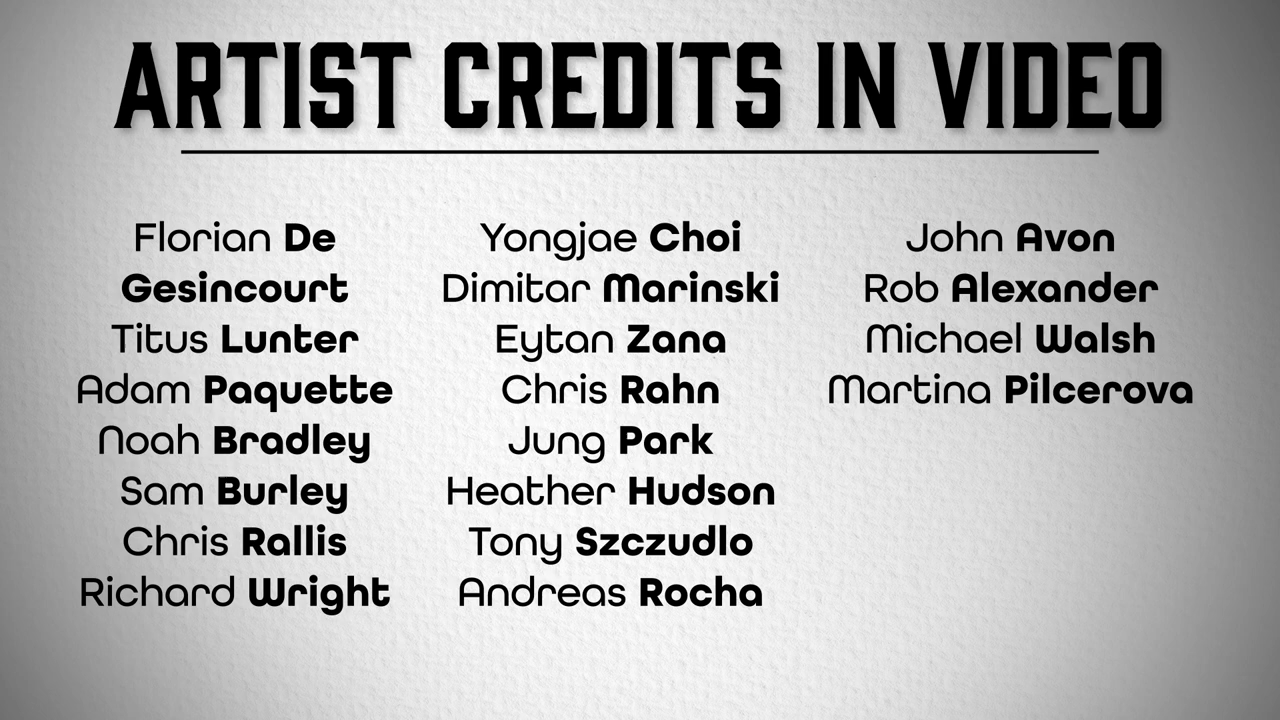 ARTIST CREDITS IN VIDEO
Florian De
Gesincourt
Titus Lunter
Adam Paquette
Noah Bradley
Sam Burley
Chris Rallis
Richard Wright
Yongjae Choi
Dimitar Marinski
Eytan Zana
Chris Rahn
Jung Park
Heather Hudson
Tony Szczudlo
Andreas Rocha
John Avon
Rob Alexander
Michael Walsh
Martina Pilcerova